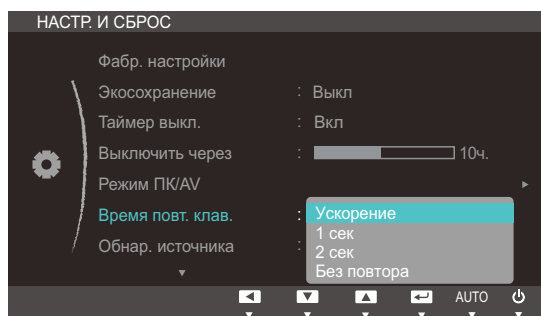 НАСТР. И СБРОС
Фабр. настройки
Экосохранение : Выкл
Таймер выкл. : Вкл
Выключить через : 10ч.
Режим ПК/AV
Время повт. клав. : Ускорение
1 сек
Обнар. источника : 2 сек
Без повтора
AUTO